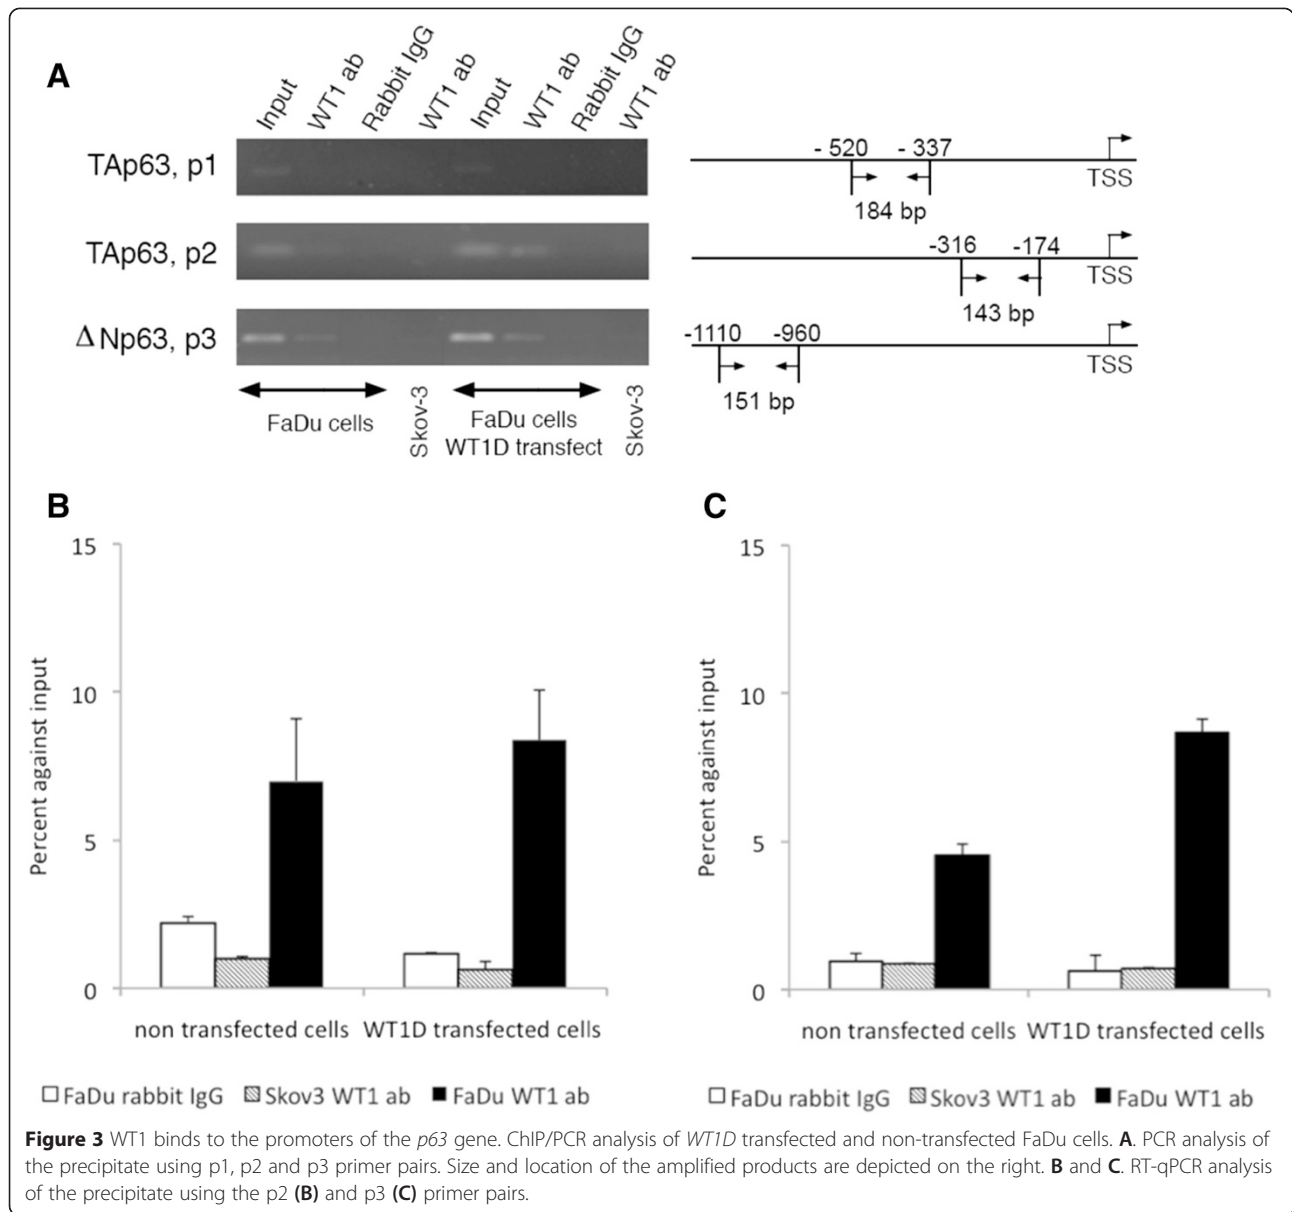 A
Input
WT1 ab
Rabbit IgG
WT1 ab
Input
WT1 ab
Rabbit IgG
WT1 ab
TAp63, p1
- 520
- 337
TSS
184 bp
TAp63, p2
-316
-174
TSS
143 bp
ΔNp63, p3
-1110
-960
TSS
151 bp
FaDu cells
Skov-3
FaDu cells
WT1D transfect
Skov-3
B
15
10
5
0
Percent against input
non transfected cells
WT1D transfected cells
FaDu rabbit IgG
Skov3 WT1 ab
FaDu WT1 ab
C
15
10
5
0
Percent against input
non transfected cells
WT1D transfected cells
FaDu rabbit IgG
Skov3 WT1 ab
FaDu WT1 ab
Figure 3 WT1 binds to the promoters of the p63 gene. ChIP/PCR analysis of WT1D transfected and non-transfected FaDu cells. A. PCR analysis of
the precipitate using p1, p2 and p3 primer pairs. Size and location of the amplified products are depicted on the right. B and C. RT-qPCR analysis
of the precipitate using the p2 (B) and p3 (C) primer pairs.